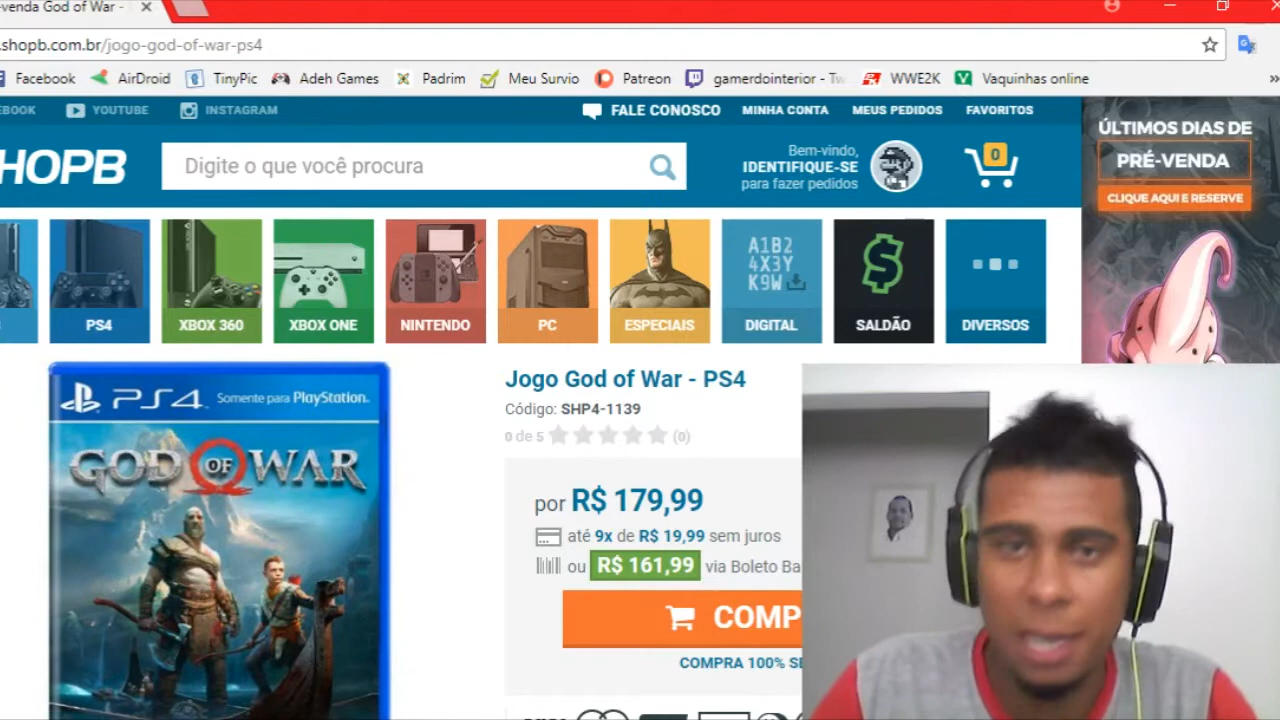 -venda God of War -
.shopb.com.br/jogo-god-of-war-ps4
Facebook AirDroid TinyPic Adeh Games Padrim Meu Survio Patreon gamerdointerior - Tw WWE2K Vaquinhas online
EBOOK YOUTUBE INSTAGRAM FALE CONOSCO MINHA CONTA MEUS PEDIDOS FAVORITOS
HOPB
Digite o que você procura
Bem-vindo,
IDENTIFIQUE-SE
para fazer pedidos
0
ÚLTIMOS DIAS DE
PRÉ-VENDA
CLIQUE AQUI E RESERVE
A1B2
4X3Y
K9W
PS4 XBOX 360 XBOX ONE NINTENDO PC ESPECIAIS DIGITAL SALDÃO DIVERSOS
PS4 Somente para PlayStation.
GOD OF WAR
Jogo God of War - PS4
Código: SHP4-1139
0 de 5 (0)
por R$ 179,99
até 9x de R$ 19,99 sem juros
ou R$ 161,99 via Boleto Ba
COMP
COMPRA 100% SE